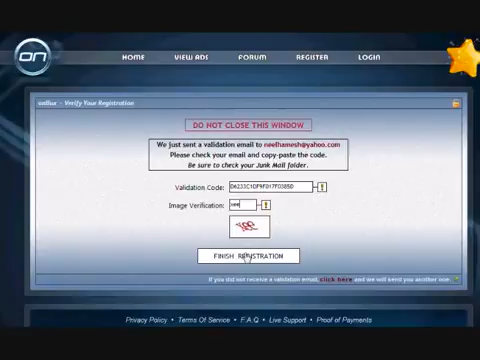 on
HOME VIEW ADS FORUM REGISTER LOGIN
onBux - Verify Your Registration
DO NOT CLOSE THIS WINDOW
We just sent a validation email to neelhamesh@yahoo.com
Please check your email and copy-paste the code.
Be sure to check your Junk Mail folder.
Validation Code:
Image Verification:
FINISH REGISTRATION
If you did not receive a validation email click here and we will send you another one.
Privacy Policy • Terms Of Service • F.A.Q • Live Support • Proof of Payments